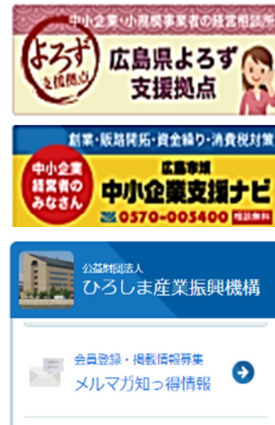 中小企業・小規模事業者の経営相談所
よろず
支援拠点
広島県よろず
支援拠点
創業・販路開拓・資金繰り・消費税対策
中小企業
経営者の
みなさん
広島市域
中小企業支援ナビ
0570-005400 相談無料
公益財団法人
ひろしま産業振興機構
会員登録・掲載情報募集
メルマガ知っ得情報